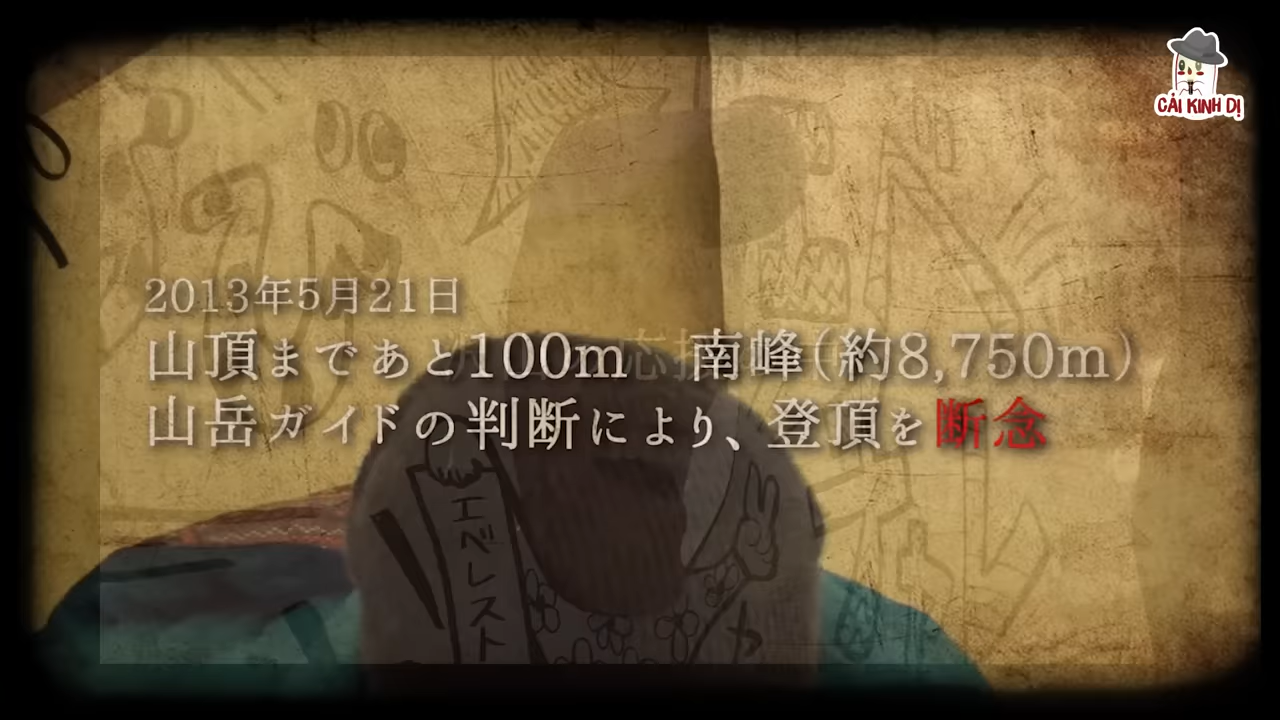 CẢI KINH DỊ
2013年5月21日
山頂まであと100m 南峰(約8,750m)
山岳ガイドの判断により、登頂を断念
エベレスト